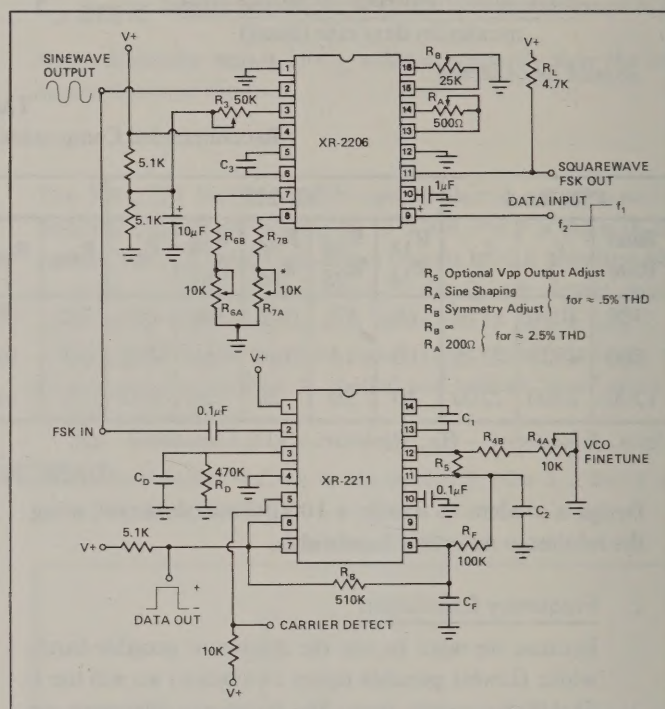 V+
SINEWAVE
OUTPUT
R3 50K
5.1K
5.1K
+
10µF
C3
1
2
3
4
5
6
7
8
XR-2206
16
15
14
13
12
11
10
9
RB
25K
RA
500Ω
V+
RL
4.7K
SQUAREWAVE
FSK OUT
1µF
+
DATA INPUT
f1
f2
R6B
R7B
10K
*
10K
R6A
R7A
R5 Optional Vpp Output Adjust
RA Sine Shaping
RB Symmetry Adjust
for ≈ .5% THD
RB ∞
RA 200Ω
for ≈ 2.5% THD
V+
FSK IN
0.1µF
CD
470K
RD
1
2
3
4
5
6
7
XR-2211
14
13
12
11
10
9
8
C1
R4B
R4A
10K
VCO
FINETUNE
R5
0.1µF
C2
RF
100K
V+
5.1K
+
−
DATA OUT
RB
510K
CF
CARRIER DETECT
10K
V+